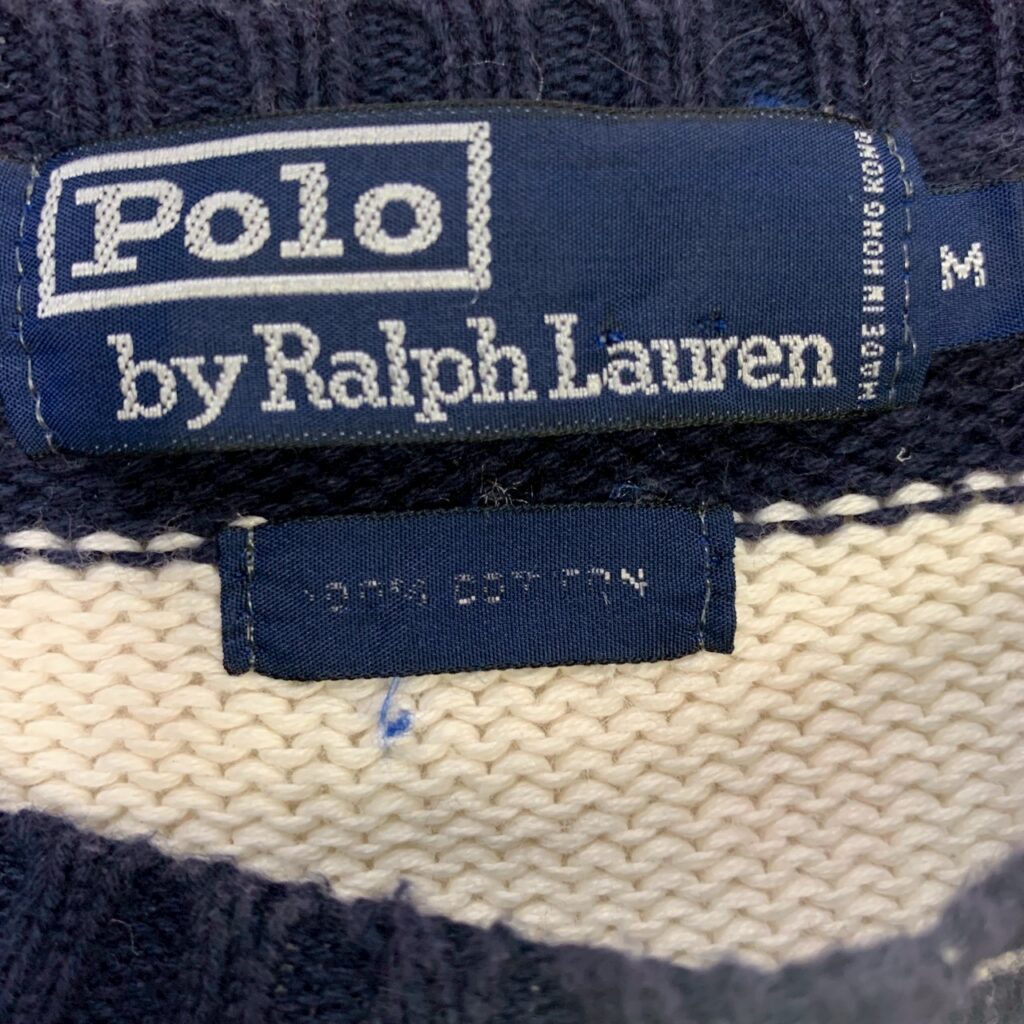 Polo
by Ralph Lauren
MADE IN HONG KONG
M
100% COTTON